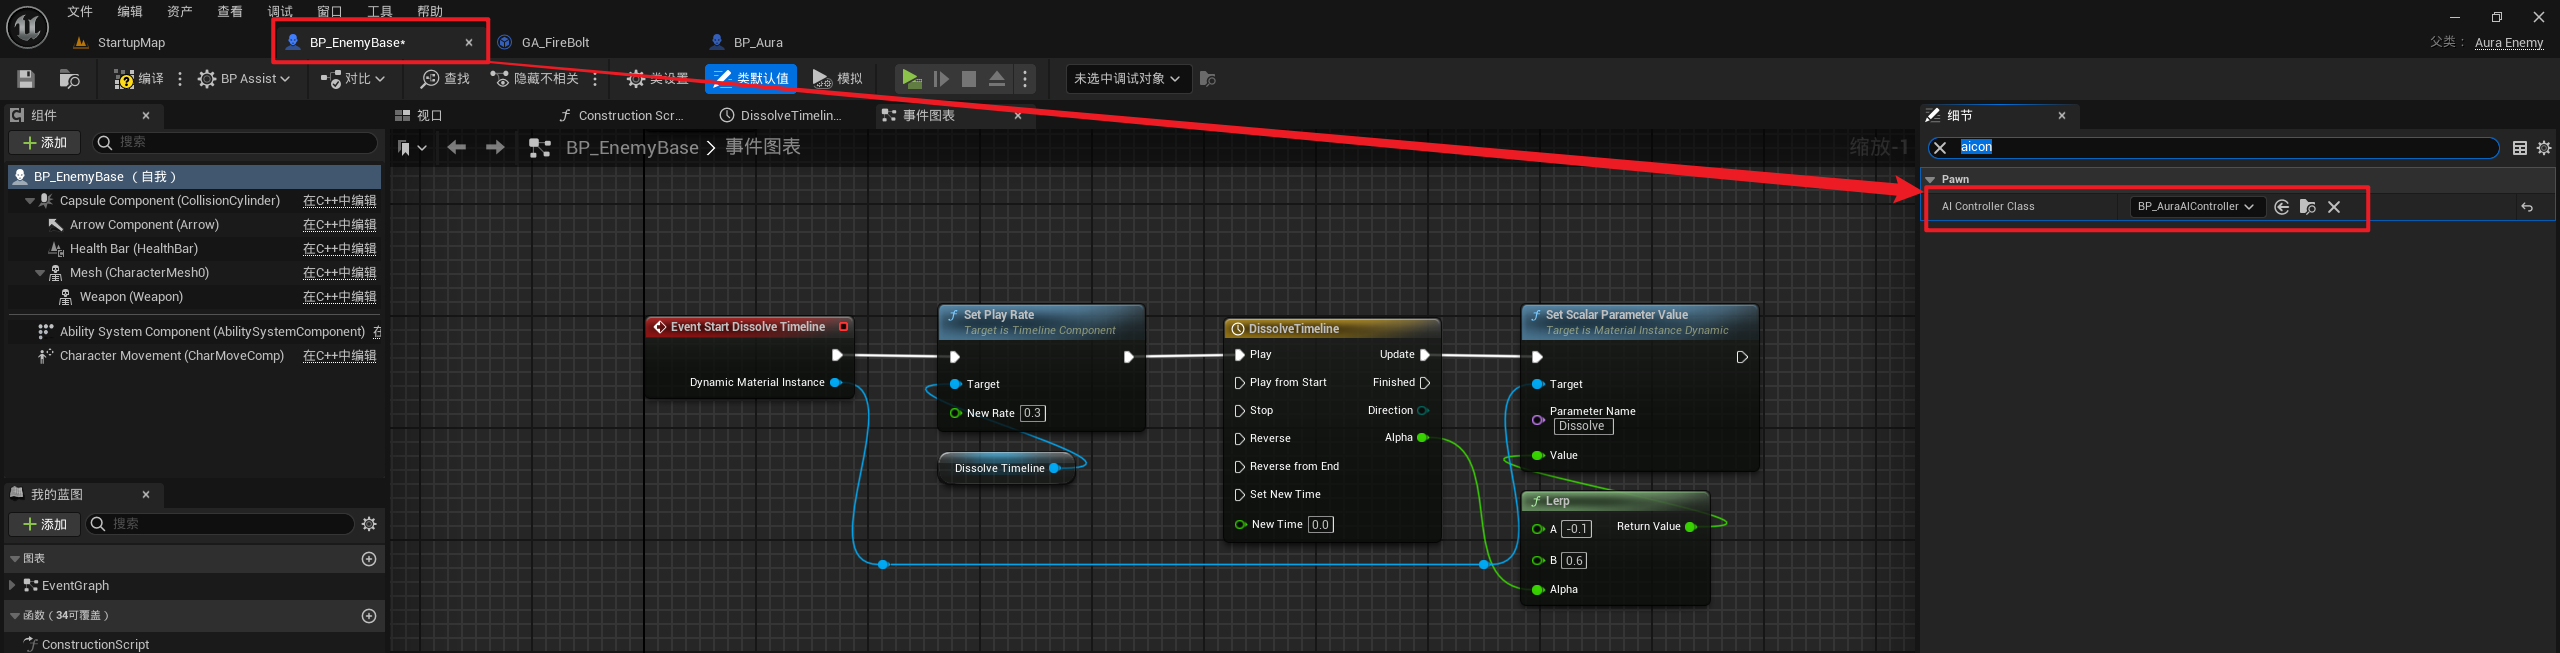 文件 编辑 资产 查看 调试 窗口 工具 帮助
StartupMap BP_EnemyBase* GA_FireBolt BP_Aura
父类： Aura Enemy
编译 BP Assist 对比 查找 隐藏不相关 类设置 类默认值 模拟 未选中调试对象
组件
添加 搜索
BP_EnemyBase （自我）
Capsule Component (CollisionCylinder) 在C++中编辑
Arrow Component (Arrow) 在C++中编辑
Health Bar (HealthBar) 在C++中编辑
Mesh (CharacterMesh0) 在C++中编辑
Weapon (Weapon) 在C++中编辑
Ability System Component (AbilitySystemComponent) 在
Character Movement (CharMoveComp) 在C++中编辑
我的蓝图
添加 搜索
图表
EventGraph
函数（34可覆盖）
ConstructionScript
视口 Construction Scr... DissolveTimelin... 事件图表
BP_EnemyBase > 事件图表
缩放-1
Event Start Dissolve Timeline
Dynamic Material Instance
Set Play Rate
Target is Timeline Component
Target
New Rate 0.3
Dissolve Timeline
DissolveTimeline
Play Update
Play from Start Finished
Stop Direction
Reverse Alpha
Reverse from End
Set New Time
New Time 0.0
Set Scalar Parameter Value
Target is Material Instance Dynamic
Target
Parameter Name
Dissolve
Value
Lerp
A -0.1 Return Value
B 0.6
Alpha
细节
aicon
Pawn
AI Controller Class BP_AuraAIController